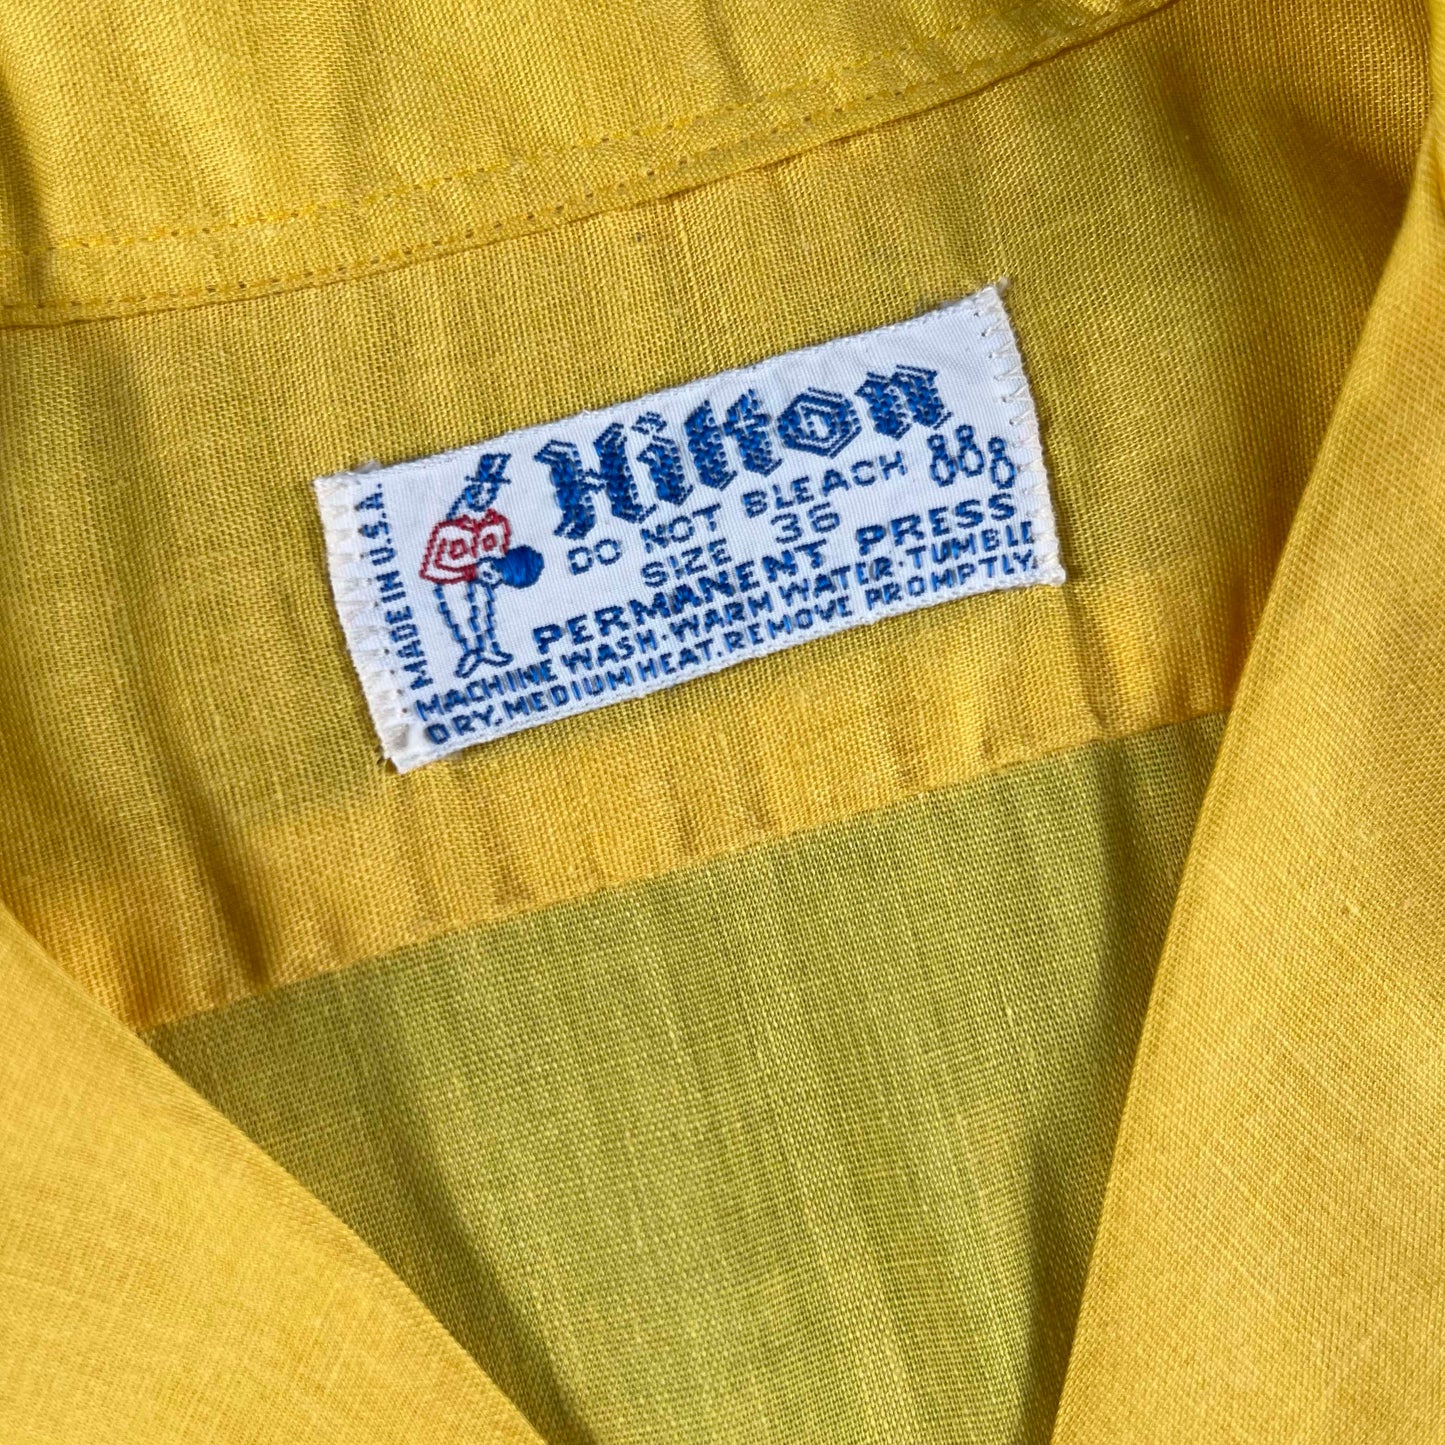 Hilton
DO NOT BLEACH
SIZE 36
PERMANENT PRESS
MACHINE WASH·WARM WATER·TUMBLE
DRY, MEDIUM HEAT. REMOVE PROMPTLY.
MADE IN U.S.A.